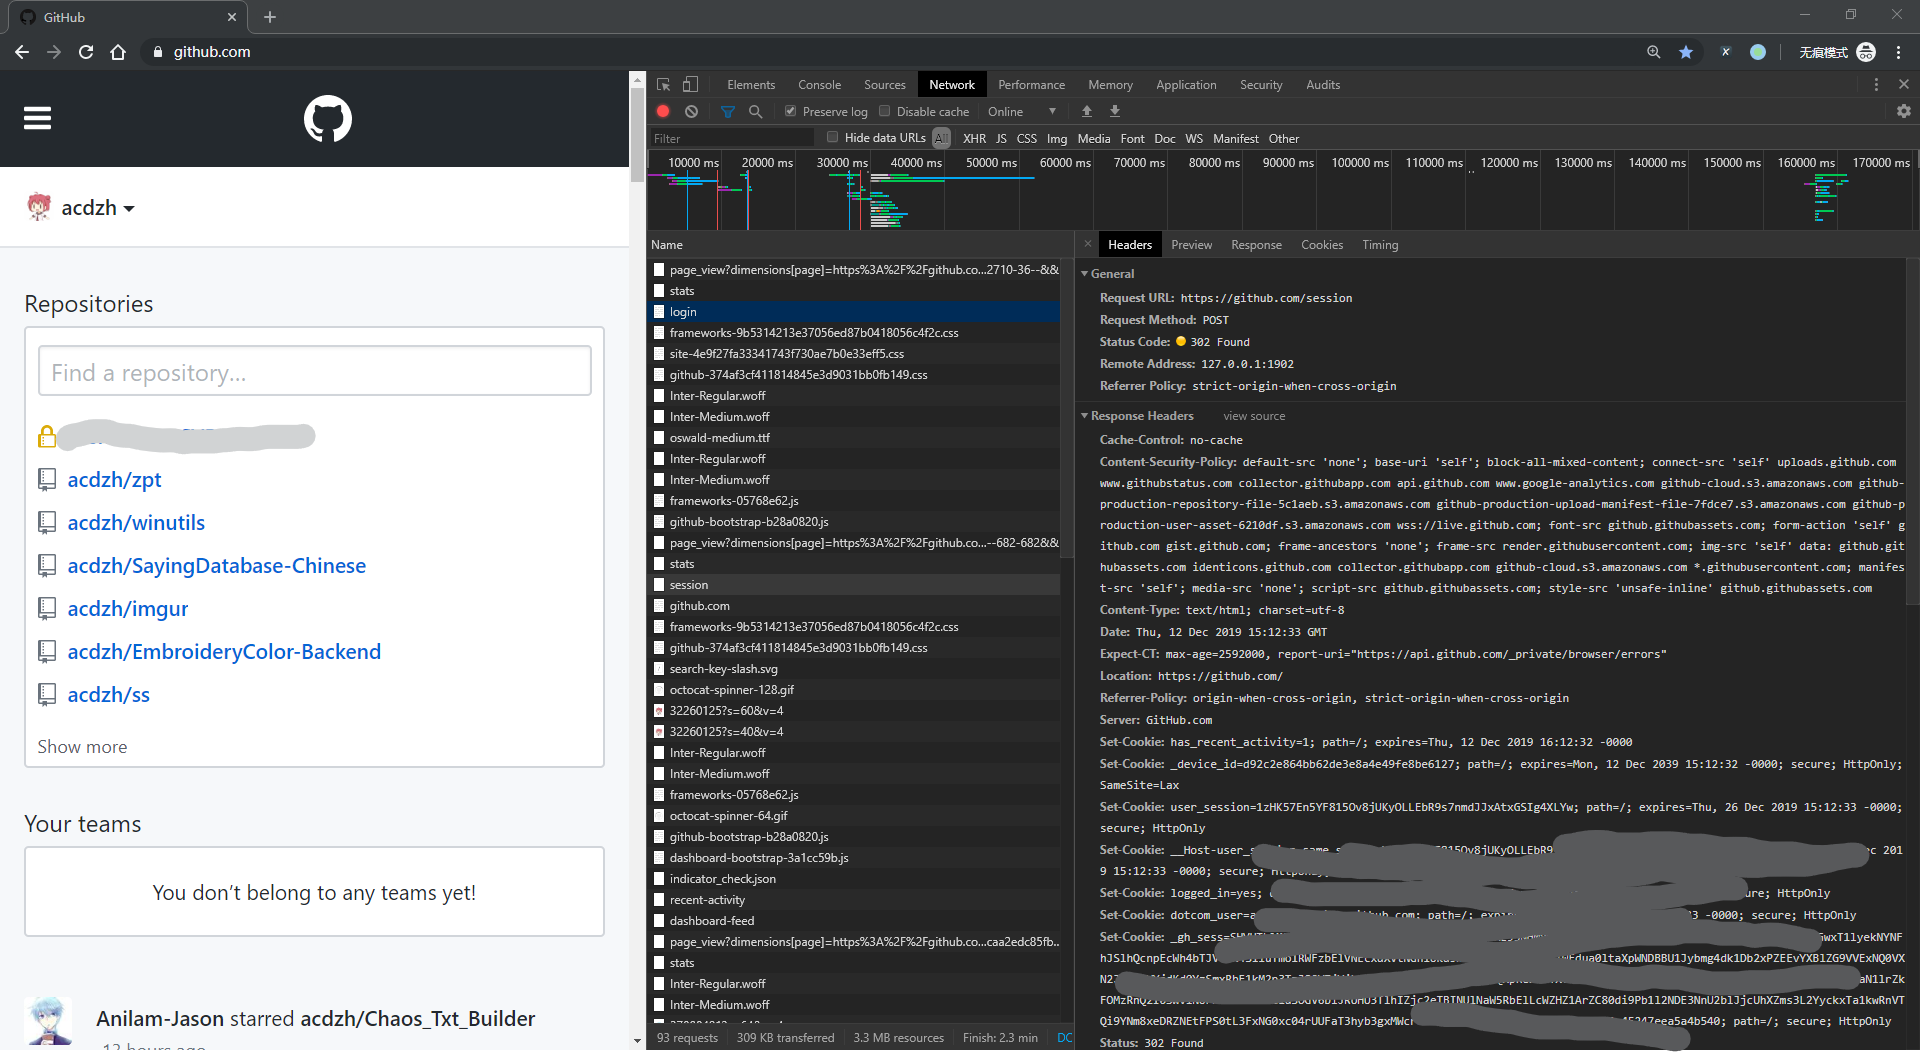 GitHub
github.com
无痕模式
acdzh
Repositories
Find a repository...
acdzh/zpt
acdzh/winutils
acdzh/SayingDatabase-Chinese
acdzh/imgur
acdzh/EmbroideryColor-Backend
acdzh/ss
Show more
Your teams
You don't belong to any teams yet!
Anilam-Jason starred acdzh/Chaos_Txt_Builder
Elements Console Sources Network Performance Memory Application Security Audits
Preserve log Disable cache Online
Filter Hide data URLs All XHR JS CSS Img Media Font Doc WS Manifest Other
10000 ms 20000 ms 30000 ms 40000 ms 50000 ms 60000 ms 70000 ms 80000 ms 90000 ms 100000 ms 110000 ms 120000 ms 130000 ms 140000 ms 150000 ms 160000 ms 170000 ms
Name
page_view?dimensions[page]=https%3A%2F%2Fgithub.co...2710-36--&&
stats
login
frameworks-9b5314213e37056ed87b0418056c4f2c.css
site-4e9f27fa33341743f730ae7b0e33eff5.css
github-374af3cf411814845e3d9031bb0fb149.css
Inter-Regular.woff
Inter-Medium.woff
oswald-medium.ttf
Inter-Regular.woff
Inter-Medium.woff
frameworks-05768e62.js
github-bootstrap-b28a0820.js
page_view?dimensions[page]=https%3A%2F%2Fgithub.co...--682-682&&
stats
session
github.com
frameworks-9b5314213e37056ed87b0418056c4f2c.css
github-374af3cf411814845e3d9031bb0fb149.css
search-key-slash.svg
octocat-spinner-128.gif
32260125?s=60&v=4
32260125?s=40&v=4
Inter-Regular.woff
Inter-Medium.woff
frameworks-05768e62.js
octocat-spinner-64.gif
github-bootstrap-b28a0820.js
dashboard-bootstrap-3a1cc59b.js
indicator_check.json
recent-activity
dashboard-feed
page_view?dimensions[page]=https%3A%2F%2Fgithub.co...caa2edc85fb...
stats
Inter-Regular.woff
Inter-Medium.woff
93 requests 309 KB transferred 3.3 MB resources Finish: 2.3 min DC
Headers Preview Response Cookies Timing
General
Request URL: https://github.com/session
Request Method: POST
Status Code: 302 Found
Remote Address: 127.0.0.1:1902
Referrer Policy: strict-origin-when-cross-origin
Response Headers view source
Cache-Control: no-cache
Content-Security-Policy: default-src 'none'; base-uri 'self'; block-all-mixed-content; connect-src 'self' uploads.github.com
www.githubstatus.com collector.githubapp.com api.github.com www.google-analytics.com github-cloud.s3.amazonaws.com github-
production-repository-file-5c1aeb.s3.amazonaws.com github-production-upload-manifest-file-7fdce7.s3.amazonaws.com github-p
roduction-user-asset-6210df.s3.amazonaws.com wss://live.github.com; font-src github.githubassets.com; form-action 'self' g
ithub.com gist.github.com; frame-ancestors 'none'; frame-src render.githubusercontent.com; img-src 'self' data: github.git
hubassets.com identicons.github.com collector.githubapp.com github-cloud.s3.amazonaws.com *.githubusercontent.com; manifes
t-src 'self'; media-src 'none'; script-src github.githubassets.com; style-src 'unsafe-inline' github.githubassets.com
Content-Type: text/html; charset=utf-8
Date: Thu, 12 Dec 2019 15:12:33 GMT
Expect-CT: max-age=2592000, report-uri="https://api.github.com/_private/browser/errors"
Location: https://github.com/
Referrer-Policy: origin-when-cross-origin, strict-origin-when-cross-origin
Server: GitHub.com
Set-Cookie: has_recent_activity=1; path=/; expires=Thu, 12 Dec 2019 16:12:32 -0000
Set-Cookie: _device_id=d92c2e864bb62de3e8a4e49fe8be6127; path=/; expires=Mon, 12 Dec 2039 15:12:32 -0000; secure; HttpOnly;
SameSite=Lax
Set-Cookie: user_session=1zHK57En5YF815Ov8jUKyOLLEbR9s7nmdJJxAtxGSIg4XLYw; path=/; expires=Thu, 26 Dec 2019 15:12:33 -0000;
secure; HttpOnly
Set-Cookie: 201
9 15:12:33 -0000; secure;
Set-Cookie: logged_in=yes; HttpOnly
Set-Cookie: path=/; -0000; secure; HttpOnly
Set-Cookie:
path=/; secure; HttpOnly
Status: 302 Found